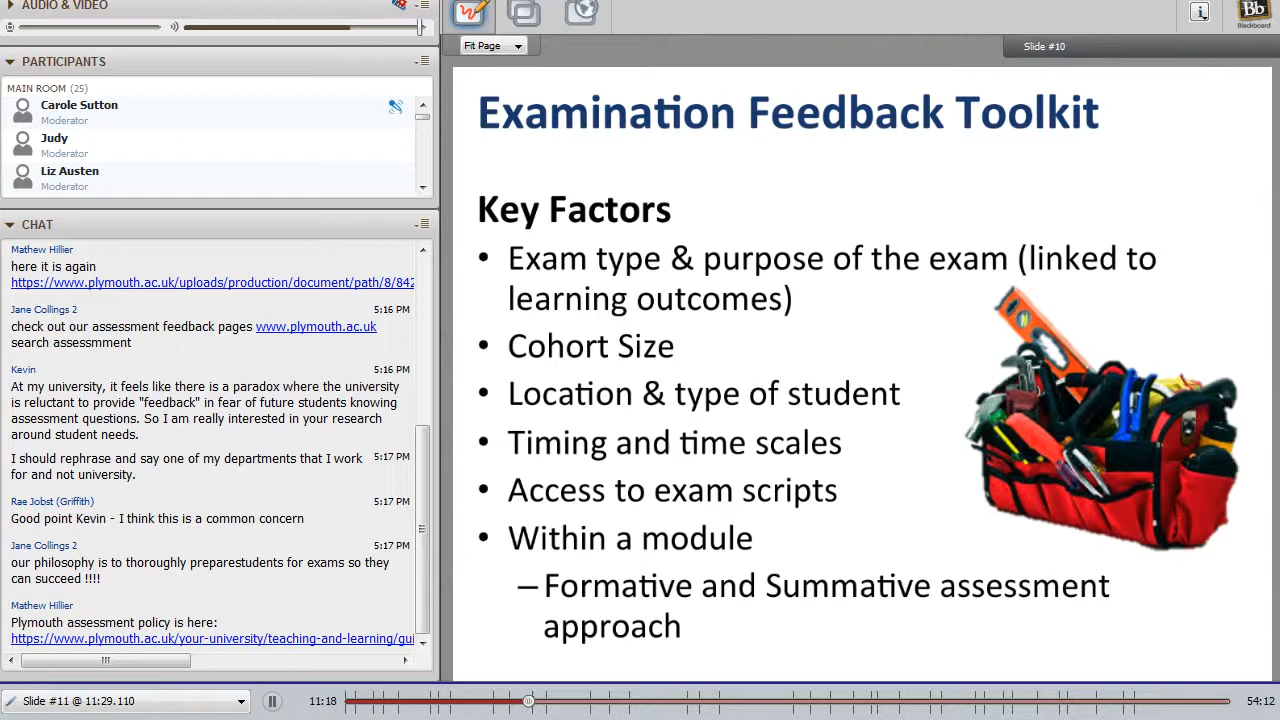 AUDIO & VIDEO
PARTICIPANTS
MAIN ROOM (25)
Carole Sutton
Moderator
Judy
Moderator
Liz Austen
Moderator
CHAT
Mathew Hillier
here it is again
https://www.plymouth.ac.uk/uploads/production/document/path/8/842
Jane Collings 2 5:16 PM
check out our assessment feedback pages www.plymouth.ac.uk
search assessmment
Kevin 5:16 PM
At my university, it feels like there is a paradox where the university
is reluctant to provide "feedback" in fear of future students knowing
assessment questions. So I am really interested in your research
around student needs.
I should rephrase and say one of my departments that I work 5:17 PM
for and not university.
Rae Jobst (Griffith) 5:17 PM
Good point Kevin - I think this is a common concern
Jane Collings 2 5:17 PM
our philosophy is to thoroughly preparestudents for exams so they
can succeed !!!!
Mathew Hillier
Plymouth assessment policy is here:
https://www.plymouth.ac.uk/your-university/teaching-and-learning/gui
Slide #11 @ 11:29.110
11:18
54:12
Fit Page
Slide #10
Bb
Blackboard
Examination Feedback Toolkit
Key Factors
• Exam type & purpose of the exam (linked to
learning outcomes)
• Cohort Size
• Location & type of student
• Timing and time scales
• Access to exam scripts
• Within a module
– Formative and Summative assessment
approach